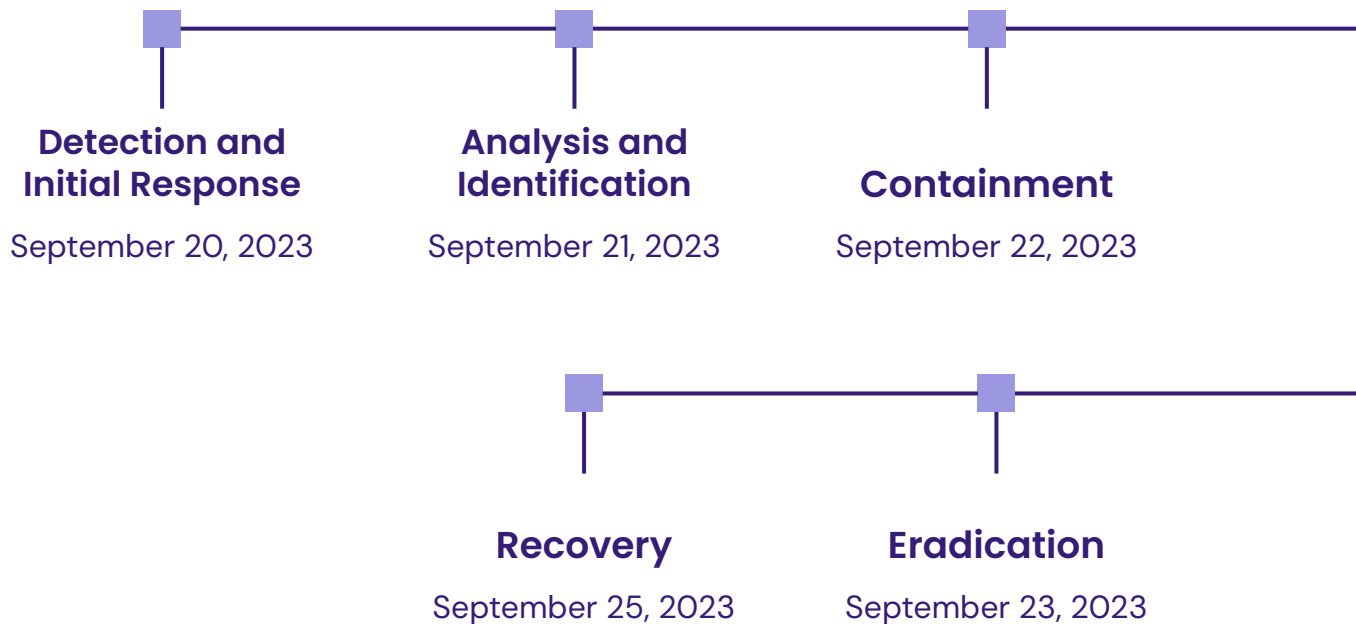 Detection and
Initial Response
September 20, 2023
Analysis and
Identification
September 21, 2023
Containment
September 22, 2023
Recovery
September 25, 2023
Eradication
September 23, 2023